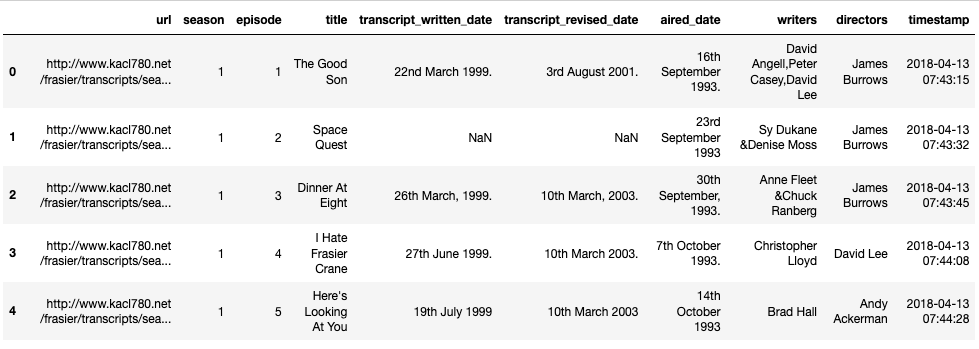 url season episode title transcript_written_date transcript_revised_date aired_date writers directors timestamp
0 http://www.kacl780.net/frasier/transcripts/sea... 1 1 The Good Son 22nd March 1999. 3rd August 2001. 16th September 1993. David Angell,Peter Casey,David Lee James Burrows 2018-04-13 07:43:15
1 http://www.kacl780.net/frasier/transcripts/sea... 1 2 Space Quest NaN NaN 23rd September 1993 Sy Dukane &Denise Moss James Burrows 2018-04-13 07:43:32
2 http://www.kacl780.net/frasier/transcripts/sea... 1 3 Dinner At Eight 26th March, 1999. 10th March, 2003. 30th September, 1993. Anne Fleet &Chuck Ranberg James Burrows 2018-04-13 07:43:45
3 http://www.kacl780.net/frasier/transcripts/sea... 1 4 I Hate Frasier Crane 27th June 1999. 10th March 2003. 7th October 1993. Christopher Lloyd David Lee 2018-04-13 07:44:08
4 http://www.kacl780.net/frasier/transcripts/sea... 1 5 Here's Looking At You 19th July 1999 10th March 2003 14th October 1993 Brad Hall Andy Ackerman 2018-04-13 07:44:28